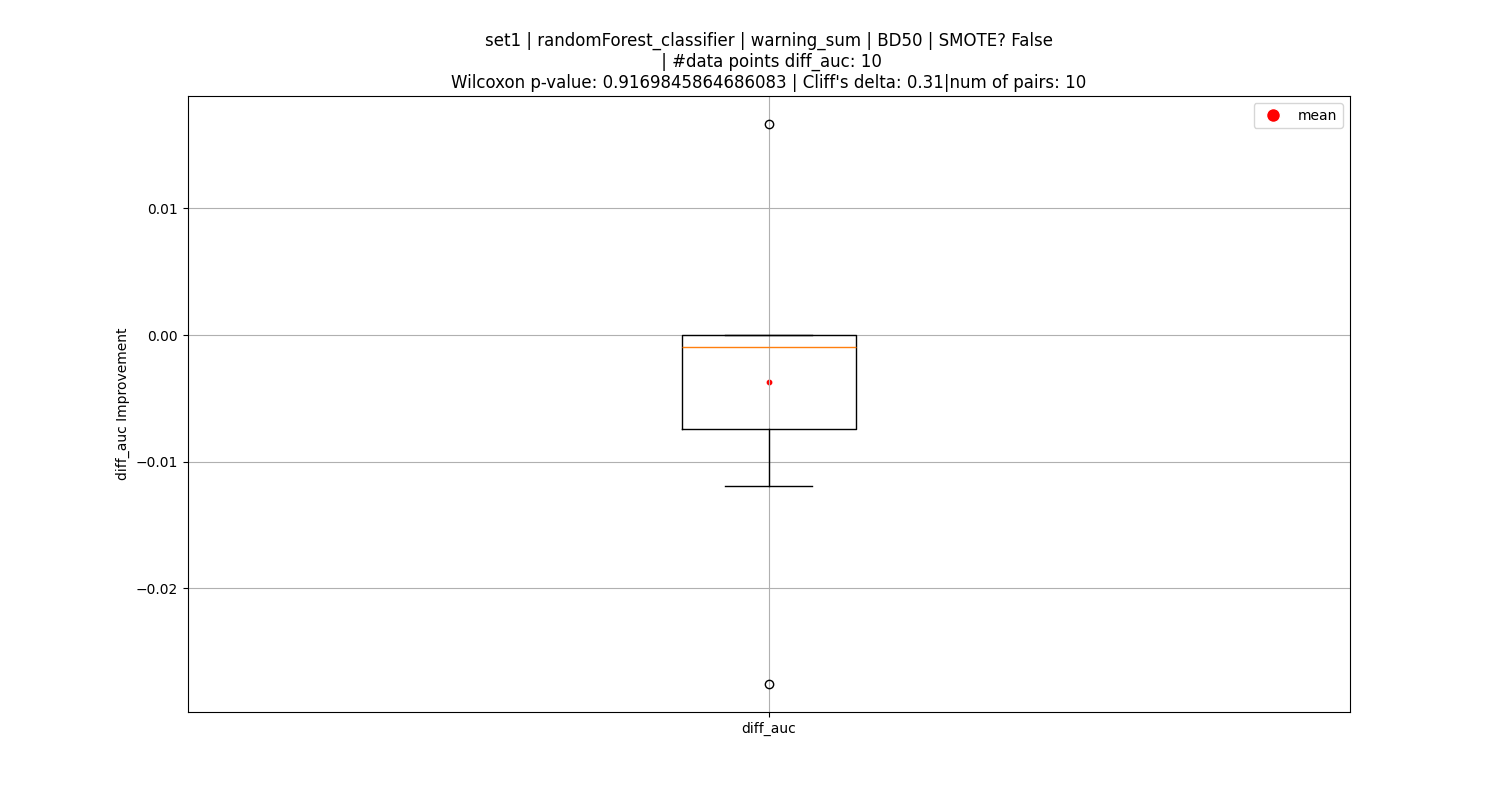 set1 | randomForest_classifier | warning_sum | BD50 | SMOTE? False
| #data points diff_auc: 10
Wilcoxon p-value: 0.9169845864686083 | Cliff's delta: 0.31|num of pairs: 10
mean
0.01
0.00
−0.01
−0.02
diff_auc Improvement
diff_auc